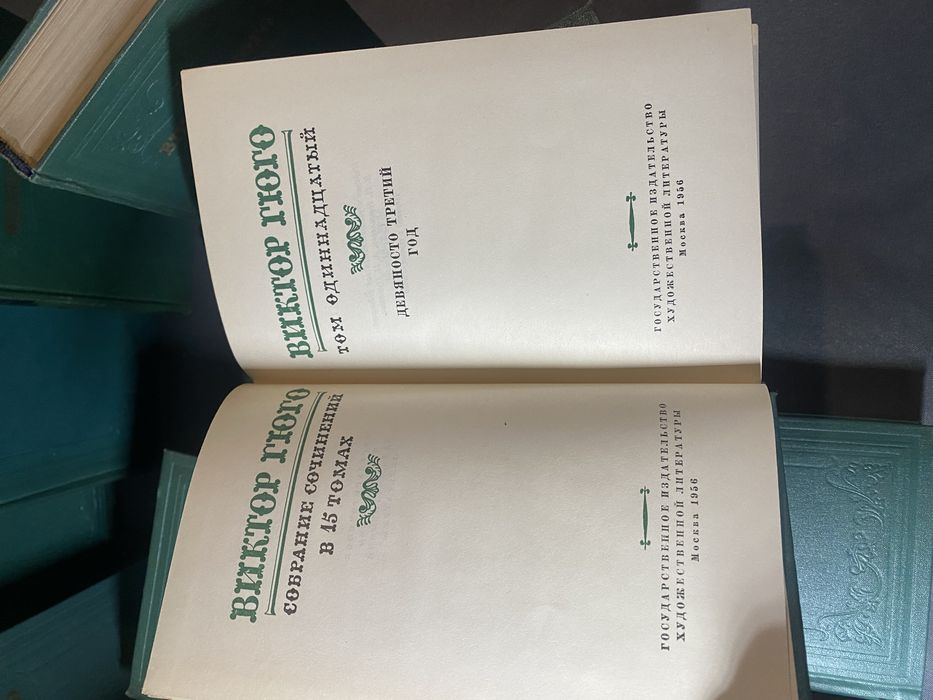 ВИКТОР ГЮГО
СОБРАНИЕ СОЧИНЕНИЙ
В 15 ТОМАХ
ГОСУДАРСТВЕННОЕ ИЗДАТЕЛЬСТВО
ХУДОЖЕСТВЕННОЙ ЛИТЕРАТУРЫ
Москва 1956
ВИКТОР ГЮГО
ТОМ ОДИННАДЦАТЫЙ
ДЕВЯНОСТО ТРЕТИЙ
ГОД
ГОСУДАРСТВЕННОЕ ИЗДАТЕЛЬСТВО
ХУДОЖЕСТВЕННОЙ ЛИТЕРАТУРЫ
Москва 1956